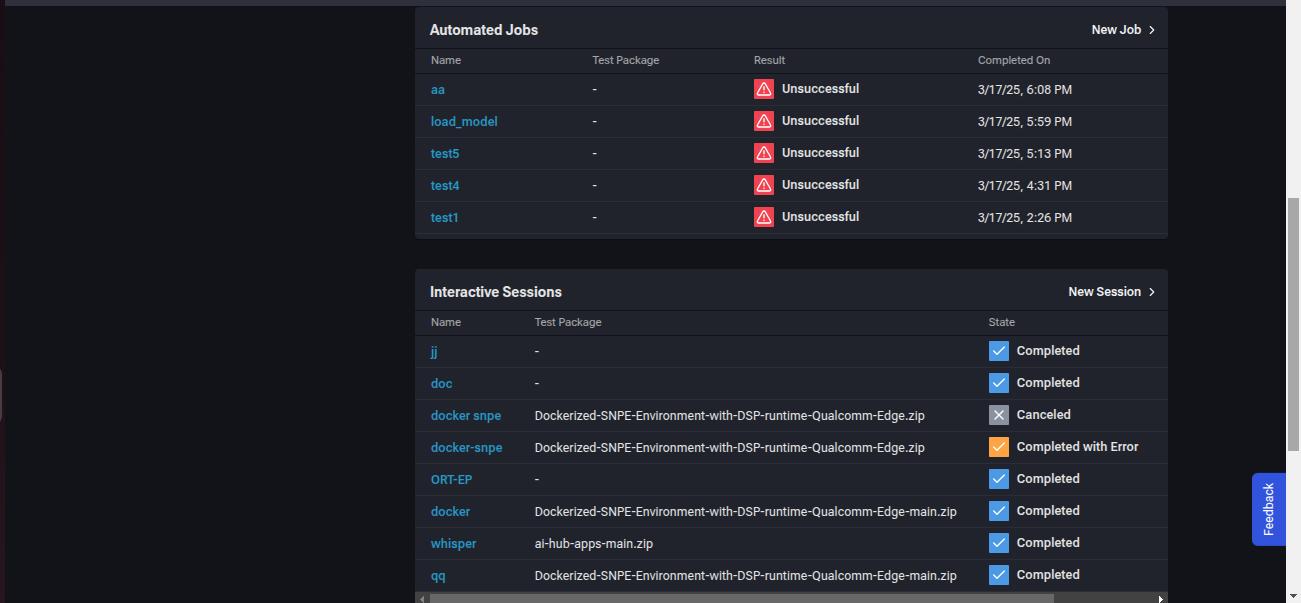 Automated Jobs New Job
Name Test Package Result Completed On
aa - Unsuccessful 3/17/25, 6:08 PM
load_model - Unsuccessful 3/17/25, 5:59 PM
test5 - Unsuccessful 3/17/25, 5:13 PM
test4 - Unsuccessful 3/17/25, 4:31 PM
test1 - Unsuccessful 3/17/25, 2:26 PM
Interactive Sessions New Session
Name Test Package State
jj - Completed
doc - Completed
docker snpe Dockerized-SNPE-Environment-with-DSP-runtime-Qualcomm-Edge.zip Canceled
docker-snpe Dockerized-SNPE-Environment-with-DSP-runtime-Qualcomm-Edge.zip Completed with Error
ORT-EP - Completed
docker Dockerized-SNPE-Environment-with-DSP-runtime-Qualcomm-Edge-main.zip Completed
whisper ai-hub-apps-main.zip Completed
qq Dockerized-SNPE-Environment-with-DSP-runtime-Qualcomm-Edge-main.zip Completed
Feedback